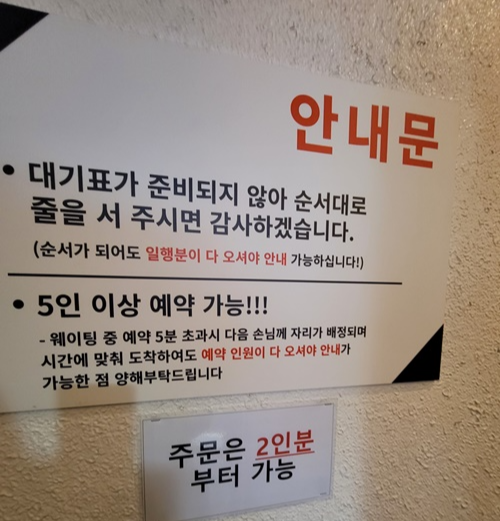 안내문
• 대기표가 준비되지 않아 순서대로
줄을 서 주시면 감사하겠습니다.
(순서가 되어도 일행분이 다 오셔야 안내 가능하십니다!)
• 5인 이상 예약 가능!!!
- 웨이팅 중 예약 5분 초과시 다음 손님께 자리가 배정되며
시간에 맞춰 도착하여도 예약 인원이 다 오셔야 안내가
가능한 점 양해부탁드립니다
주문은 2인분
부터 가능